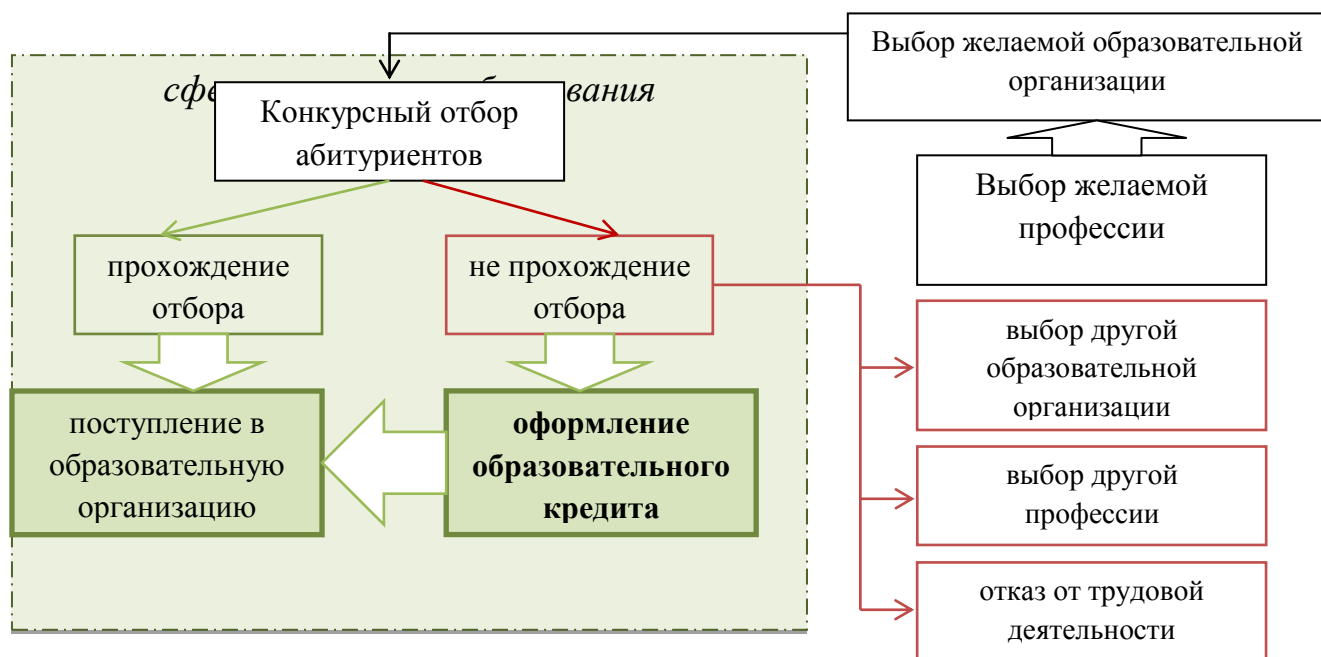 Выбор желаемой образовательной
организации
Конкурсный отбор
абитуриентов
Выбор желаемой
профессии
прохождение
отбора
не прохождение
отбора
выбор другой
образовательной
организации
поступление в
образовательную
организацию
оформление
образовательного
кредита
выбор другой
профессии
отказ от трудовой
деятельности